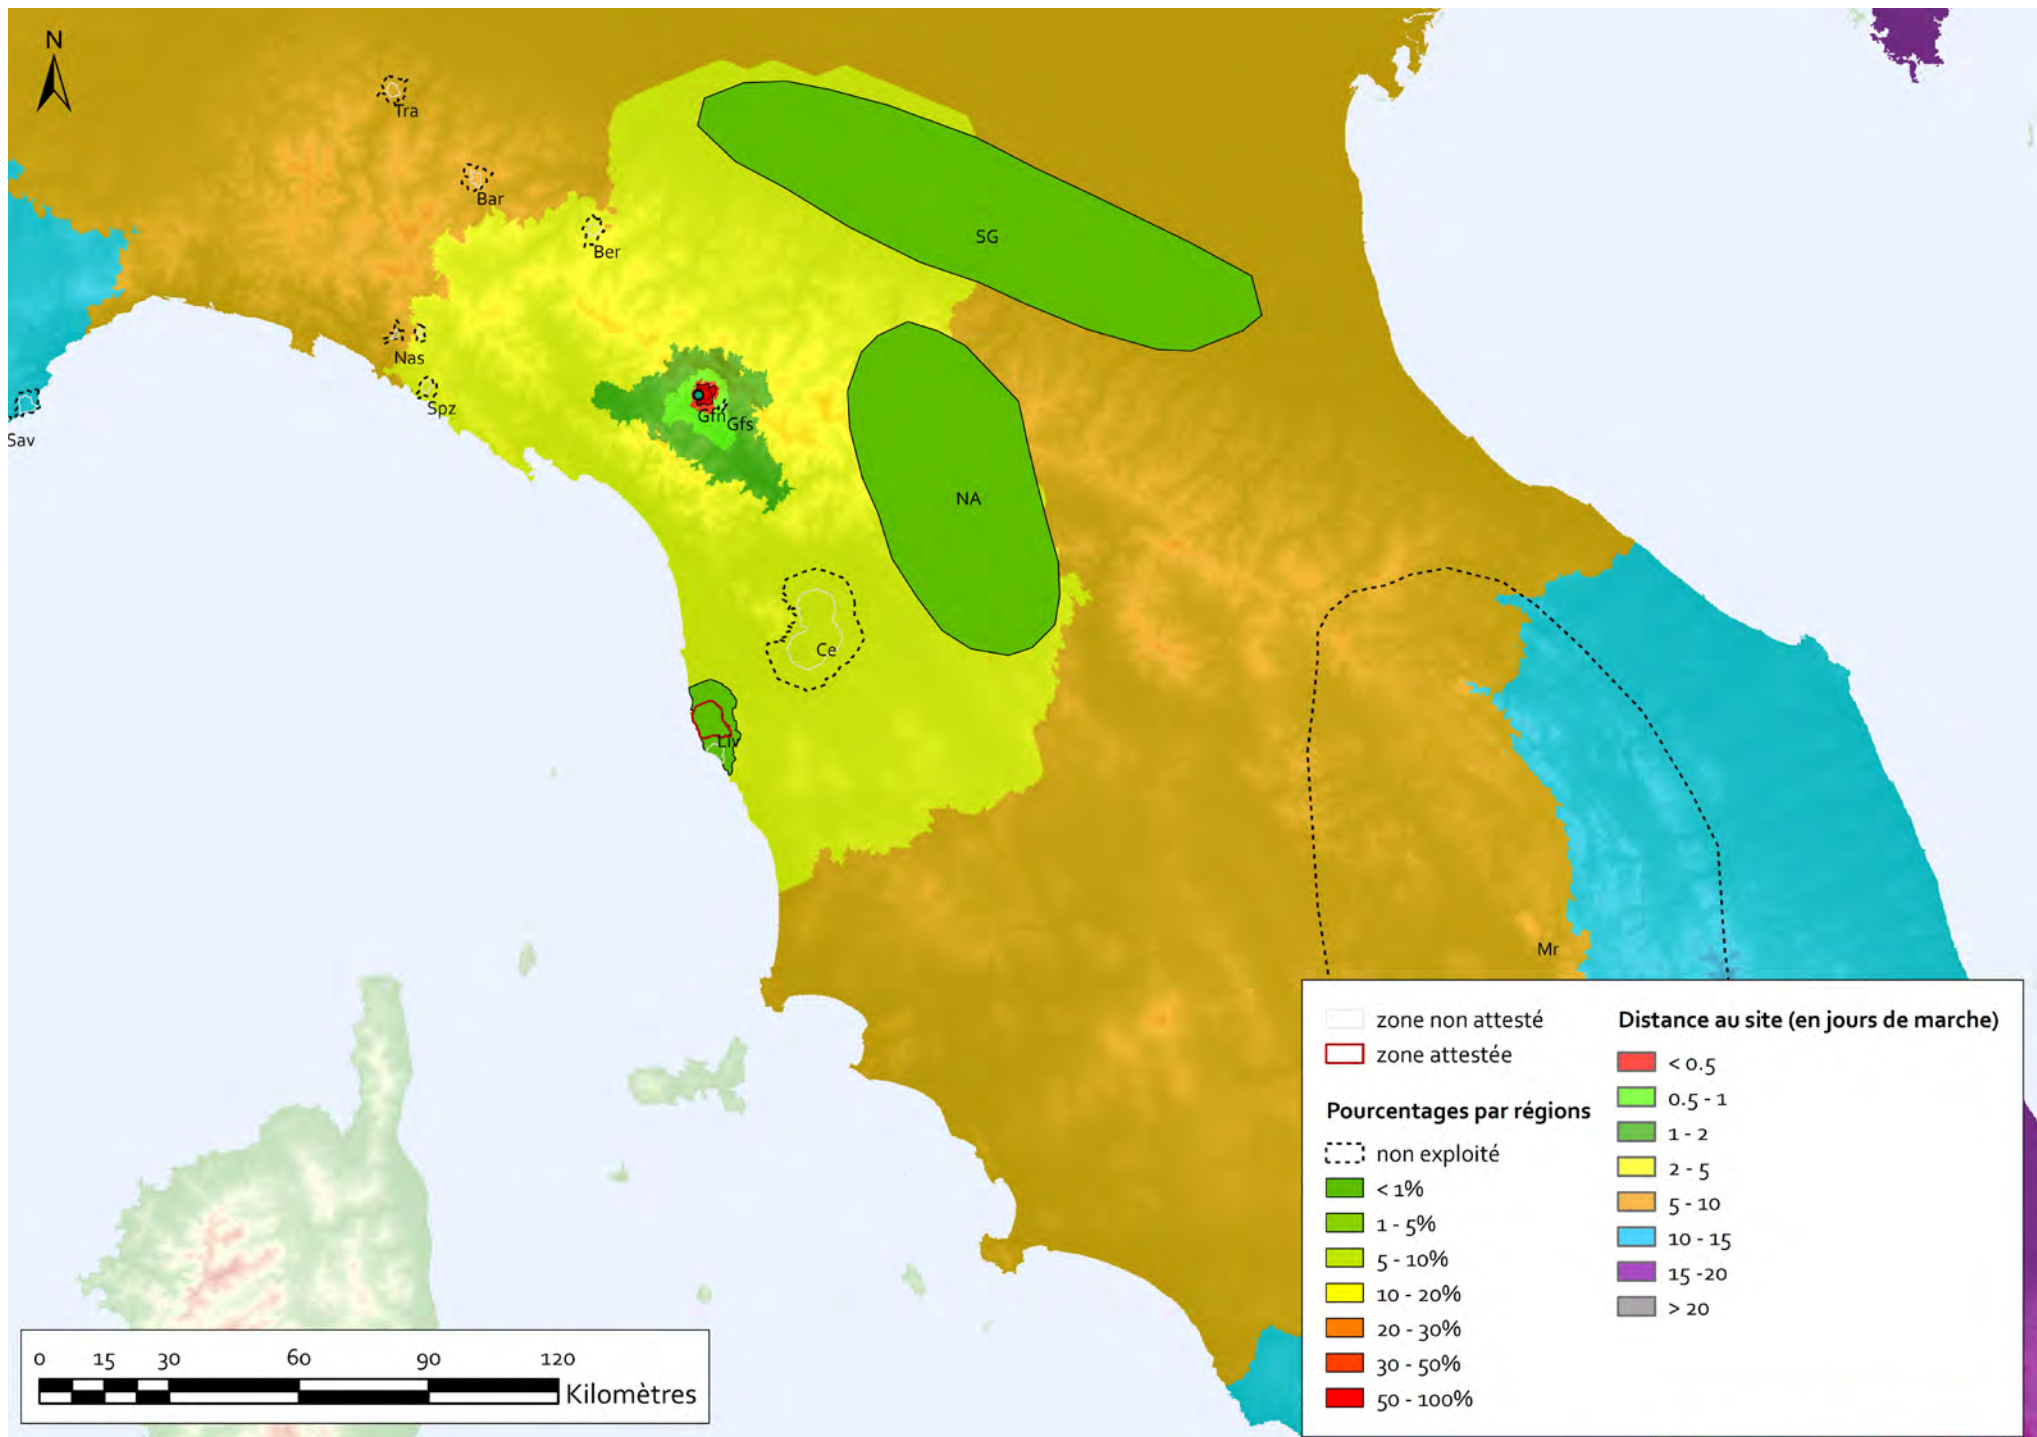 N
Tra
Bar
Ber
SG
Nas
Spz
Sav
Gfn
Gfs
NA
Ce
Liv
Mr
zone non attesté
zone attestée
Pourcentages par régions
non exploité
< 1%
1 - 5%
5 - 10%
10 - 20%
20 - 30%
30 - 50%
50 - 100%
Distance au site (en jours de marche)
< 0.5
0.5 - 1
1 - 2
2 - 5
5 - 10
10 - 15
15 -20
> 20
0 15 30 60 90 120
Kilomètres